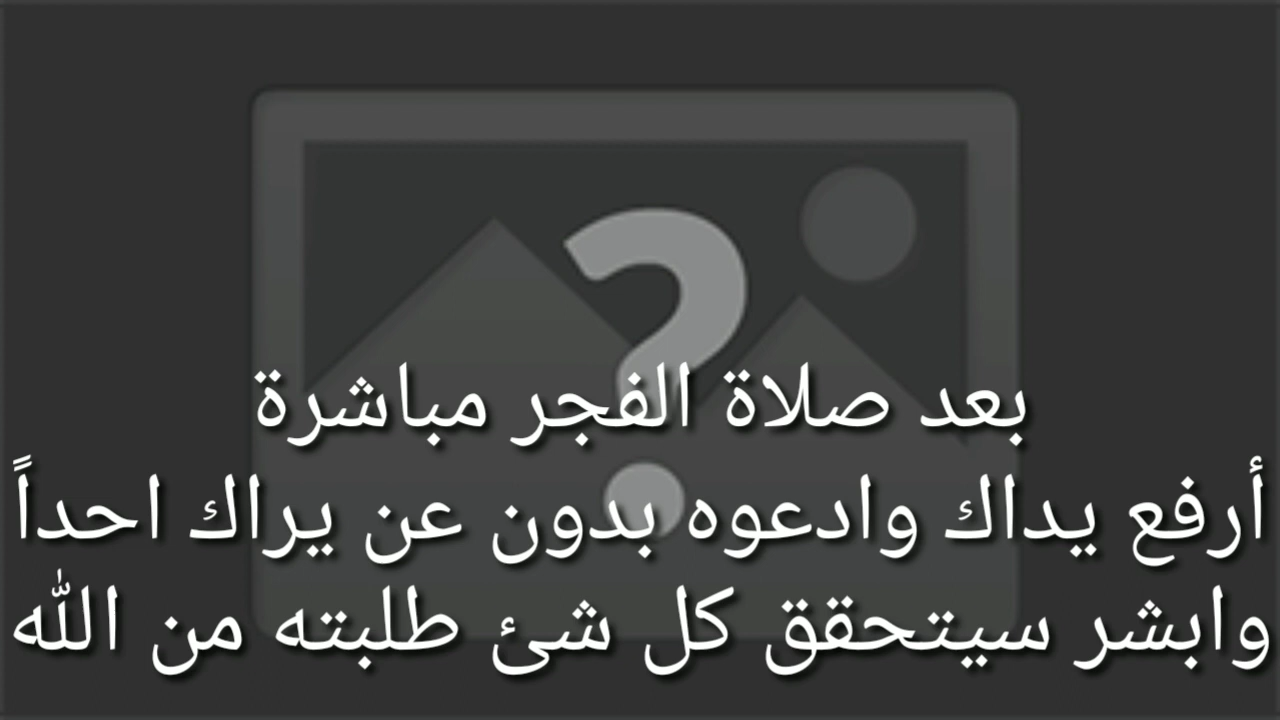 بعد صلاة الفجر مباشرة
أرفع يداك وادعوه بدون عن يراك احداً
وابشر سيتحقق كل شئ طلبته من الله